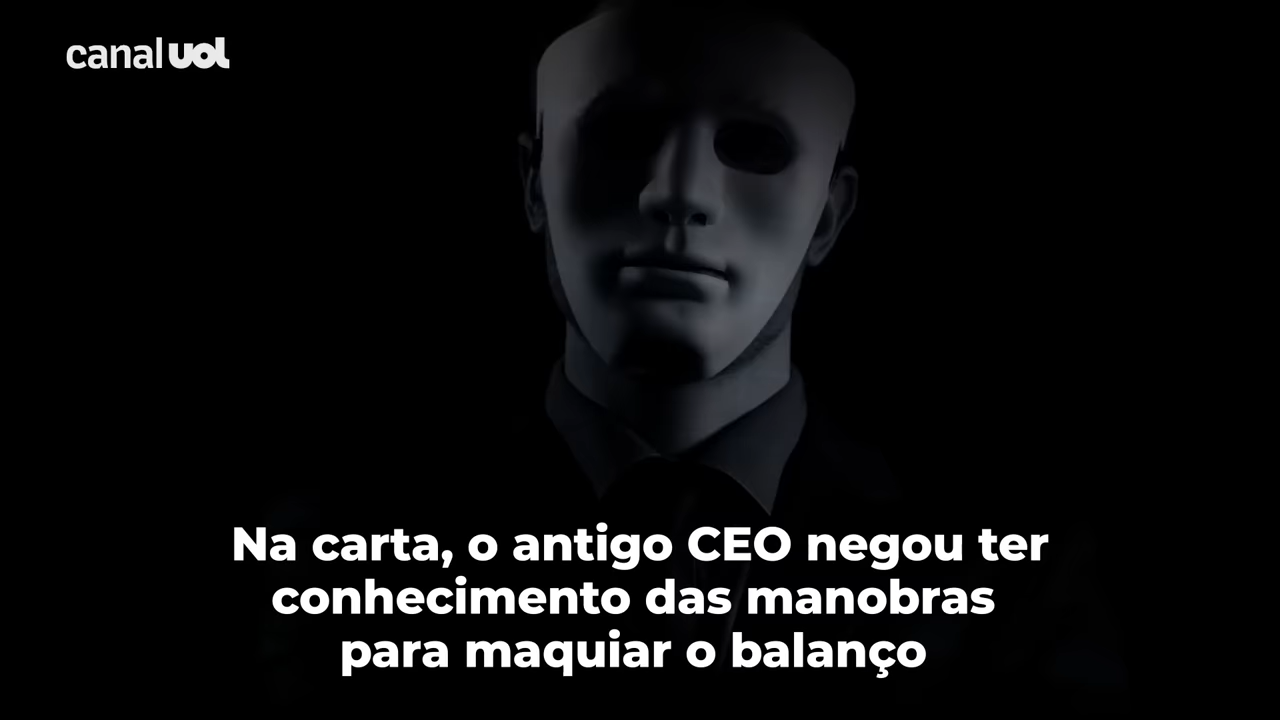 canal uol
Na carta, o antigo CEO negou ter
conhecimento das manobras
para maquiar o balanço